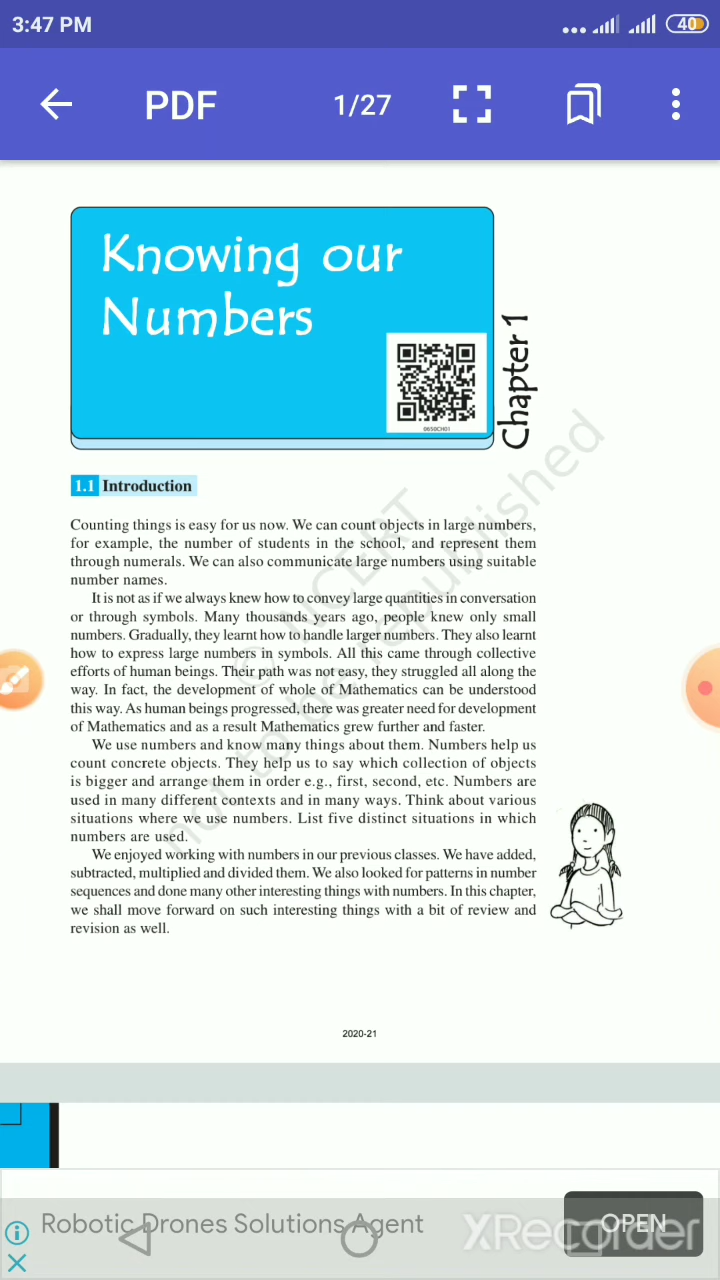 3:47 PM
40
PDF
1/27
Knowing our
Numbers
0650CH01
Chapter 1
1.1 Introduction
Counting things is easy for us now. We can count objects in large numbers,
for example, the number of students in the school, and represent them
through numerals. We can also communicate large numbers using suitable
number names.
It is not as if we always knew how to convey large quantities in conversation
or through symbols. Many thousands years ago, people knew only small
numbers. Gradually, they learnt how to handle larger numbers. They also learnt
how to express large numbers in symbols. All this came through collective
efforts of human beings. Their path was not easy, they struggled all along the
way. In fact, the development of whole of Mathematics can be understood
this way. As human beings progressed, there was greater need for development
of Mathematics and as a result Mathematics grew further and faster.
We use numbers and know many things about them. Numbers help us
count concrete objects. They help us to say which collection of objects
is bigger and arrange them in order e.g., first, second, etc. Numbers are
used in many different contexts and in many ways. Think about various
situations where we use numbers. List five distinct situations in which
numbers are used.
We enjoyed working with numbers in our previous classes. We have added,
subtracted, multiplied and divided them. We also looked for patterns in number
sequences and done many other interesting things with numbers. In this chapter,
we shall move forward on such interesting things with a bit of review and
revision as well.
© NCERT
not to be republished
2020-21
Robotic Drones Solutions Agent
OPEN
XRecorder